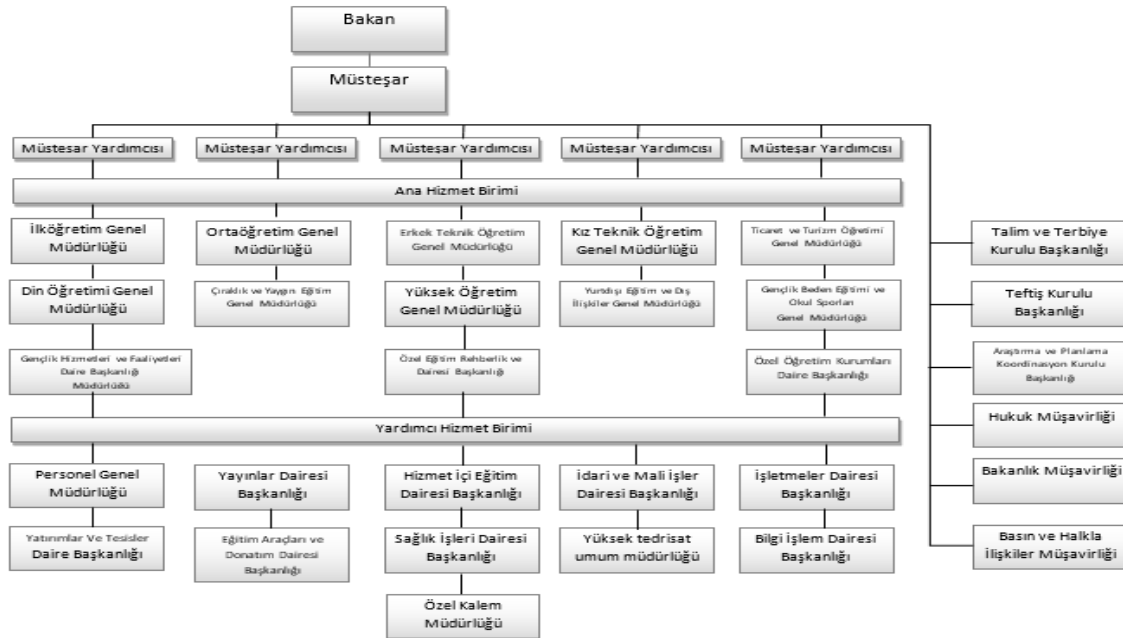 Bakan
Müsteşar
Müstesar Yardımcısı
Müstesar Yardımcısı
Müstesar Yardımcısı
Müstesar Yardımcısı
Müstesar Yardımcısı
Ana Hizmet Birimi
İlköğretim Genel
Müdürlüğü
Ortaöğretim Genel
Müdürlüğü
Erkek Teknik Öğretim
Genel Müdürlüğü
Kız Teknik Öğretim
Genel Müdürlüğü
Ticaret ve Turizm Öğretimi
Genel Müdürlüğü
Din Öğretimi Genel
Müdürlüğü
Çıraklık ve Yaygın Eğitim
Genel Müdürlüğü
Yüksek Öğretim
Genel Müdürlüğü
Yurtdışı Eğitim ve Dış
İlişkiler Genel Müdürlüğü
Gençlik Beden Eğitimi ve
Okul Sporları
Genel Müdürlüğü
Gençlik Hizmetleri ve Faaliyetleri
Daire Başkanlığı
Müdürlüğü
Özel Eğitim Rehberlik ve
Dairesi Başkanlığı
Özel Öğretim Kurumları
Daire Başkanlığı
Yardımcı Hizmet Birimi
Personel Genel
Müdürlüğü
Yayınlar Dairesi
Başkanlığı
Hizmet İçi Eğitim
Dairesi Başkanlığı
İdari ve Mali İşler
Dairesi Başkanlığı
İşletmeler Dairesi
Başkanlığı
Yatırımlar Ve Tesisler
Daire Başkanlığı
Eğitim Araçları ve
Donatım Dairesi
Başkanlığı
Sağlık İşleri Dairesi
Başkanlığı
Yüksek tedrisat
umum müdürlüğü
Bilgi İşlem Dairesi
Başkanlığı
Özel Kalem
Müdürlüğü
Talim ve Terbiye
Kurulu Başkanlığı
Teftiş Kurulu
Başkanlığı
Araştırma ve Planlama
Koordinasyon Kurulu
Başkanlığı
Hukuk Müşavirliği
Bakanlık Müşavirliği
Basın ve Halkla
İlişkiler Müşavirliği